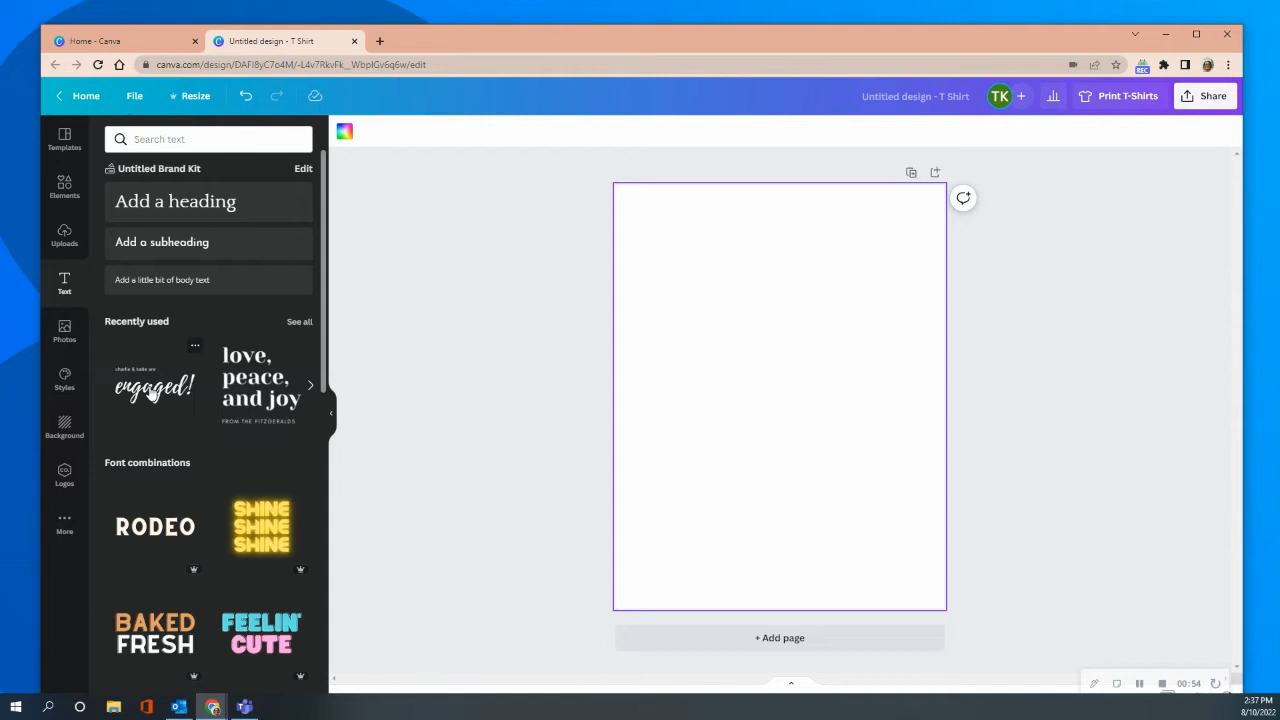 Home - Canva
Untitled design - T Shirt
canva.com/design/DAFI8yC7o4M/-L4v7RkvFk__WbpIGv6q6w/edit
REC
Home File Resize
Untitled design - T Shirt
TK
Print T-Shirts
Share
Templates
Elements
Uploads
Text
Photos
Styles
Background
CO.
Logos
More
Search text
Untitled Brand Kit Edit
Add a heading
Add a subheading
Add a little bit of body text
Recently used See all
charlie & katie are
engaged!
love,
peace,
and joy
FROM THE FITZGERALDS
Font combinations
RODEO
SHINE
SHINE
SHINE
BAKED
FRESH
FEELIN'
CUTE
+ Add page
00:54
2:37 PM
8/10/2022